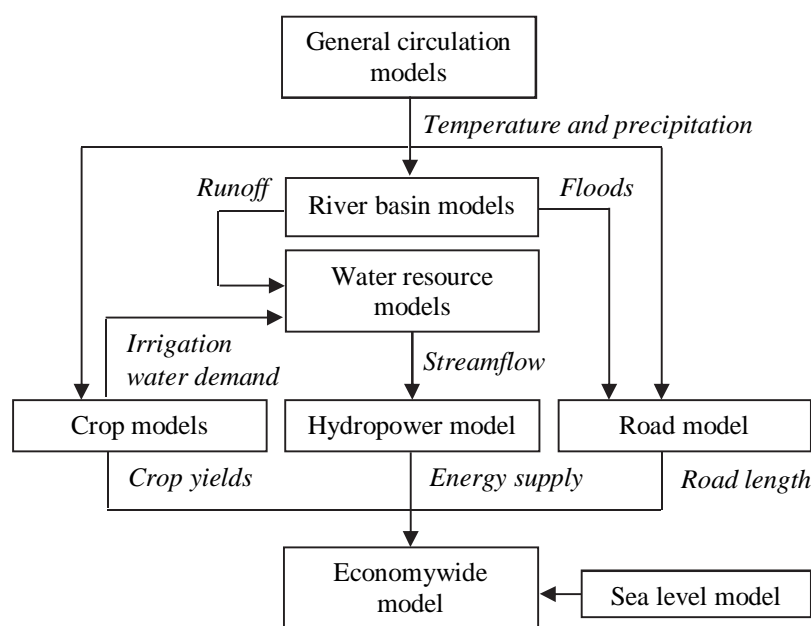 General circulation
models
Temperature and precipitation
Runoff
River basin models
Floods
Water resource
models
Irrigation
water demand
Streamflow
Crop models
Hydropower model
Road model
Crop yields
Energy supply
Road length
Economywide
model
Sea level model